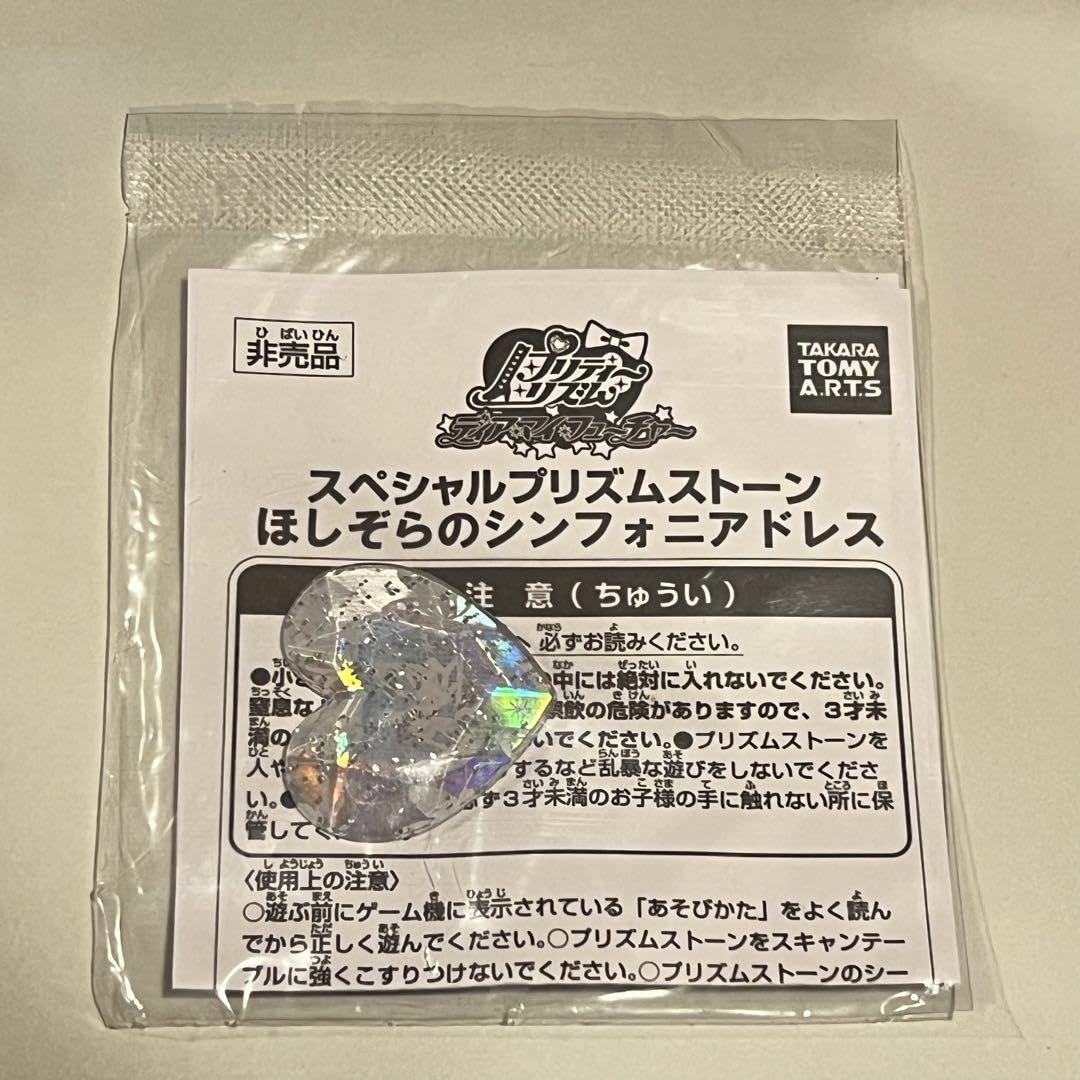 ひばいひん
非売品
プリティーリズム
ディアマイフューチャー
TAKARA
TOMY
A.R.T.S
スペシャルプリズムストーン
ほしぞらのシンフォニアドレス
注 意(ちゅうい)
必ずお読みください。
●小 中には絶対に入れないでください。
窒息な 飲の危険がありますので、3才未
満の いでください。●プリズムストーンを
人や するなど乱暴な遊びをしないでくださ
い。● ず3才未満のお子様の手に触れない所に保
管して
〈使用上の注意〉
○遊ぶ前にゲーム機に表示されている「あそびかた」をよく読ん
でから正しく遊んでください。○プリズムストーンをスキャンテー
ブルに強くこすりつけないでください。○プリズムストーンのシー